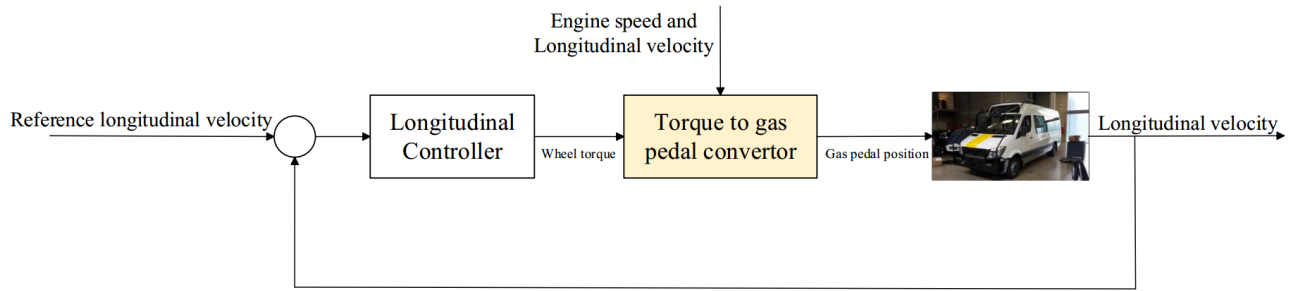 Engine speed and
Longitudinal velocity
Reference longitudinal velocity
Longitudinal
Controller
Wheel torque
Torque to gas
pedal convertor
Gas pedal position
Longitudinal velocity